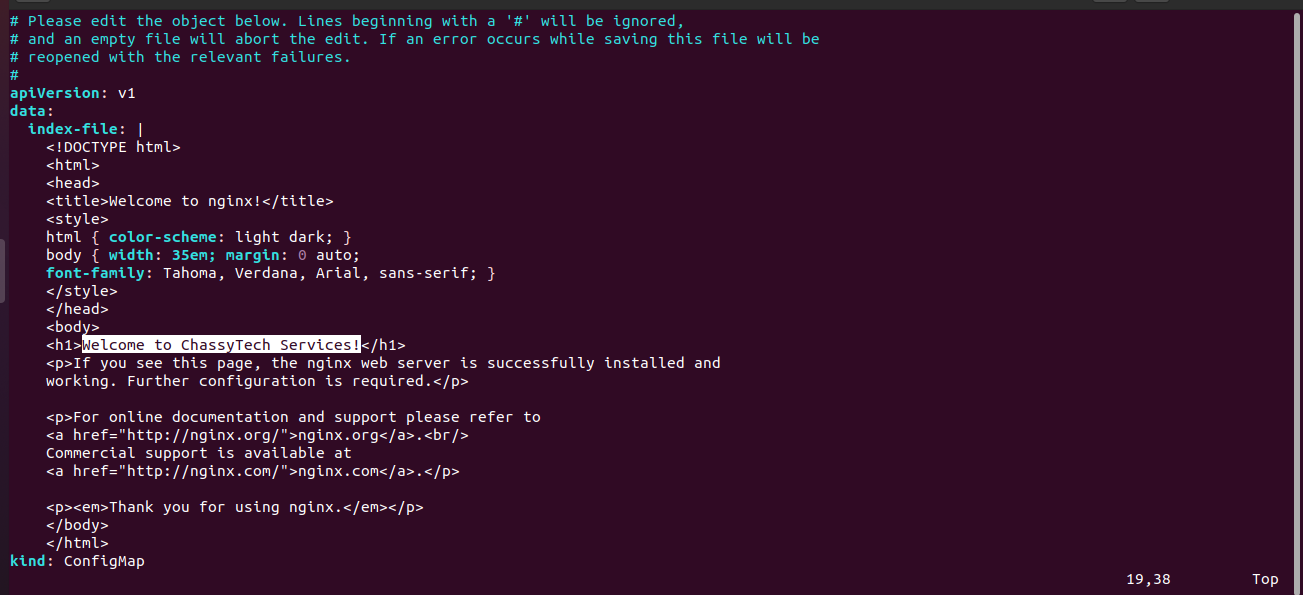 # Please edit the object below. Lines beginning with a '#' will be ignored,
# and an empty file will abort the edit. If an error occurs while saving this file will be
# reopened with the relevant failures.
#
apiVersion: v1
data:
  index-file: |
    <!DOCTYPE html>
    <html>
    <head>
    <title>Welcome to nginx!</title>
    <style>
    html { color-scheme: light dark; }
    body { width: 35em; margin: 0 auto;
    font-family: Tahoma, Verdana, Arial, sans-serif; }
    </style>
    </head>
    <body>
    <h1>Welcome to ChassyTech Services!</h1>
    <p>If you see this page, the nginx web server is successfully installed and
    working. Further configuration is required.</p>

    <p>For online documentation and support please refer to
    <a href="http://nginx.org/">nginx.org</a>.<br/>
    Commercial support is available at
    <a href="http://nginx.com/">nginx.com</a>.</p>

    <p><em>Thank you for using nginx.</em></p>
    </body>
    </html>
kind: ConfigMap
19,38 Top